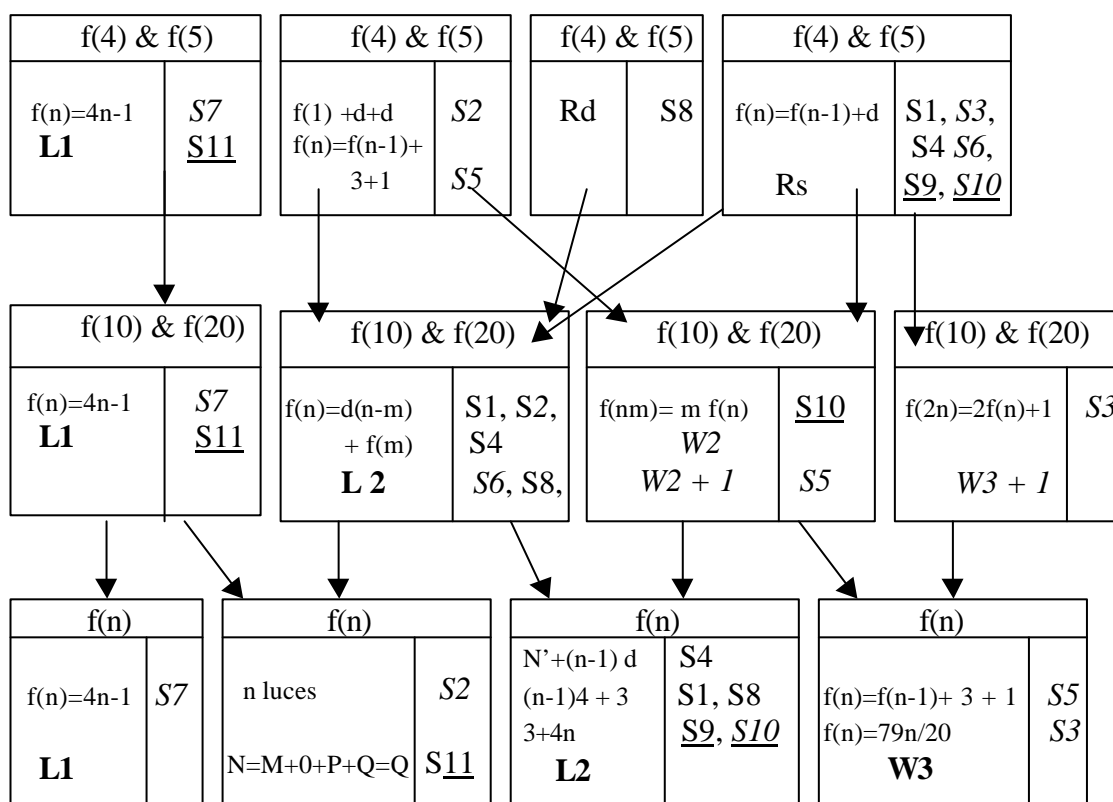 f(4) & f(5)
f(n)=4n-1
L1
S7
S11
f(4) & f(5)
f(1) +d+d
f(n)=f(n-1)+
3+1
S2
S5
f(4) & f(5)
Rd
S8
f(4) & f(5)
f(n)=f(n-1)+d
Rs
S1, S3,
S4 S6,
S9, S10
f(10) & f(20)
f(n)=4n-1
L1
S7
S11
f(10) & f(20)
f(n)=d(n-m)
+ f(m)
L 2
S1, S2,
S4
S6, S8,
f(10) & f(20)
f(nm)= m f(n)
W2
W2 + 1
S10
S5
f(10) & f(20)
f(2n)=2f(n)+1
W3 + 1
S3
f(n)
f(n)=4n-1
L1
S7
f(n)
n luces
N=M+0+P+Q=Q
S2
S11
f(n)
N’+(n-1) d
(n-1)4 + 3
3+4n
L2
S4
S1, S8
S9, S10
f(n)
f(n)=f(n-1)+ 3 + 1
f(n)=79n/20
W3
S5
S3